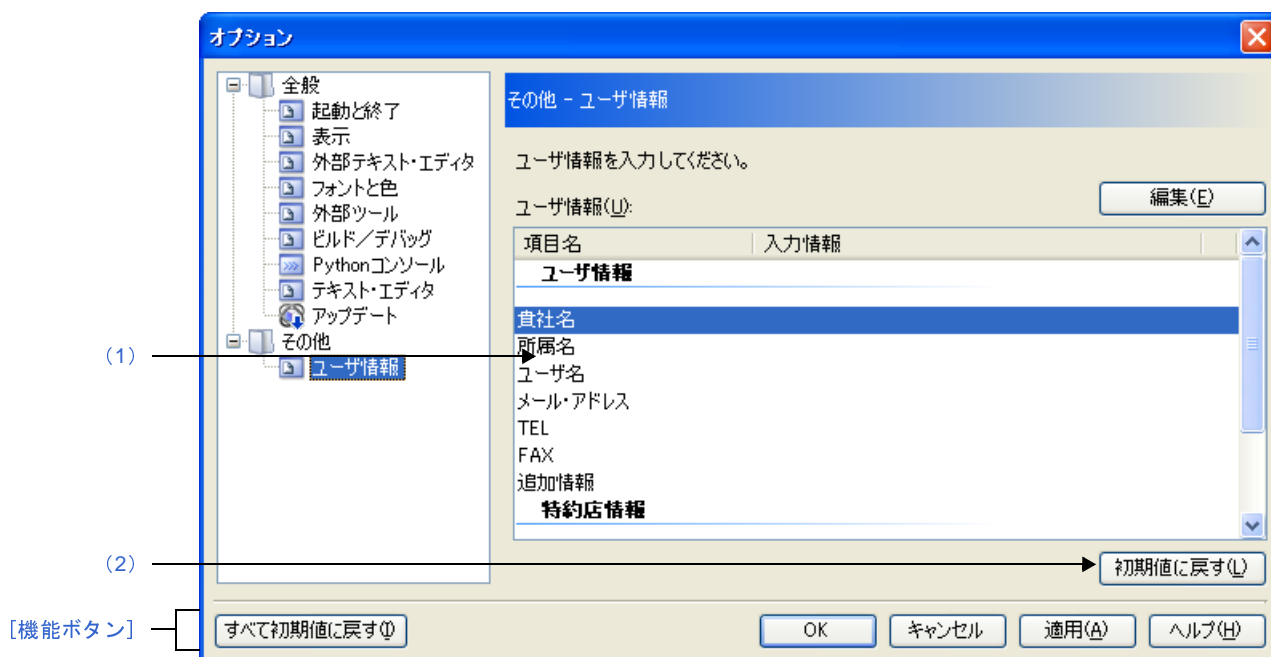 オプション
全般
起動と終了
表示
外部テキスト・エディタ
フォントと色
外部ツール
ビルド／デバッグ
Pythonコンソール
テキスト・エディタ
アップデート
その他
ユーザ情報
その他 - ユーザ情報
ユーザ情報を入力してください。
ユーザ情報(U):
編集(E)
項目名 入力情報
ユーザ情報
貴社名
所属名
ユーザ名
メール・アドレス
TEL
FAX
追加情報
特約店情報
(1)
(2)
初期値に戻す(L)
[機能ボタン]
すべて初期値に戻す(I)
OK
キャンセル
適用(A)
ヘルプ(H)